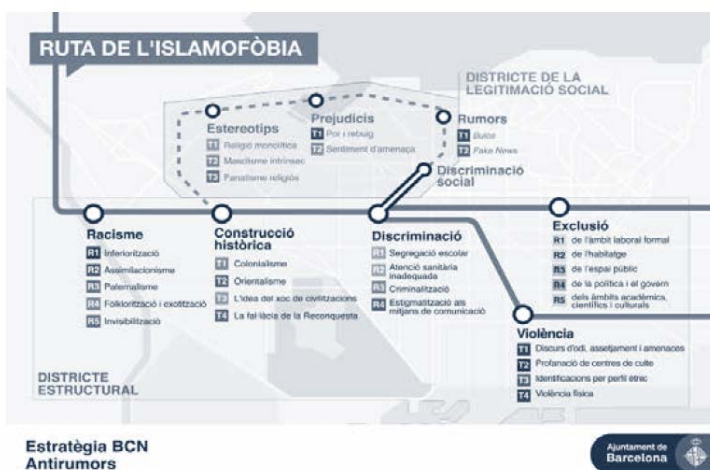 RUTA DE L'ISLAMOFÒBIA
DISTRICTE DE LA
LEGITIMACIÓ SOCIAL
Estereotips
T1 Religió monolítica
T2 Masclisme intrínsec
T3 Fanatisme religiós
Prejudicis
T1 Por i rebuig
T2 Sentiment d'amenaça
Rumors
T1 Bulos
T2 Fake News
Discriminació
social
Racisme
R1 Inferiorització
R2 Assimilacionisme
R3 Paternalisme
R4 Folklorització i exotització
R5 Invisibilització
Construcció
històrica
T1 Colonialisme
T2 Orientalisme
T3 L'idea del xoc de civilitzacions
T4 La fal·làcia de la Reconquesta
Discriminació
R1 Segregació escolar
R2 Atenció sanitària
inadequada
R3 Criminalització
R4 Estigmatització als
mitjans de comunicació
Exclusió
R1 de l'àmbit laboral formal
R2 de l'habitatge
R3 de l'espai públic
R4 de la política i el govern
R5 dels àmbits acadèmics,
científics i culturals
Violència
T1 Discurs d'odi, assetjament i amenaces
T2 Profanació de centres de culte
T3 Identificacions per perfil ètnic
T4 Violència física
DISTRICTE
ESTRUCTURAL
Estratègia BCN
Antirumors
Ajuntament de
Barcelona